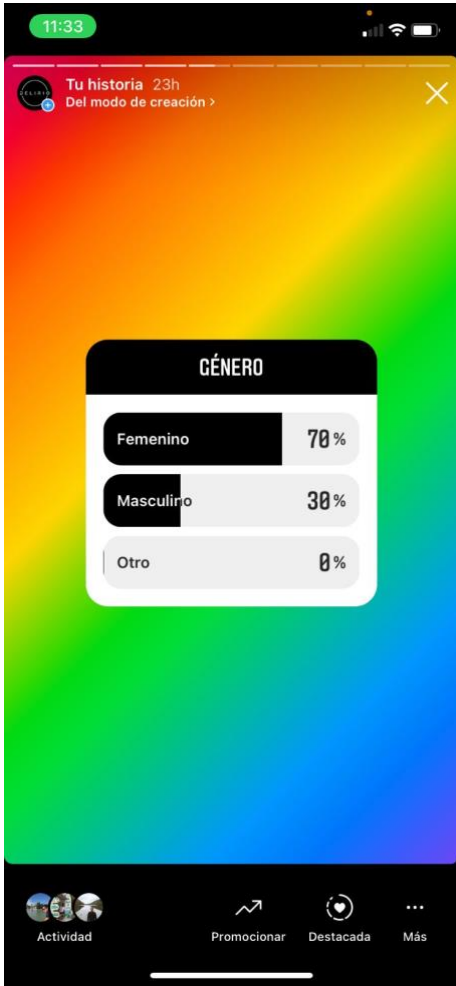 11:33
Tu historia 23h
DELIRIO
Del modo de creación >
GÉNERO
Femenino 70%
Masculino 30%
Otro 0%
Actividad
Promocionar
Destacada
Más